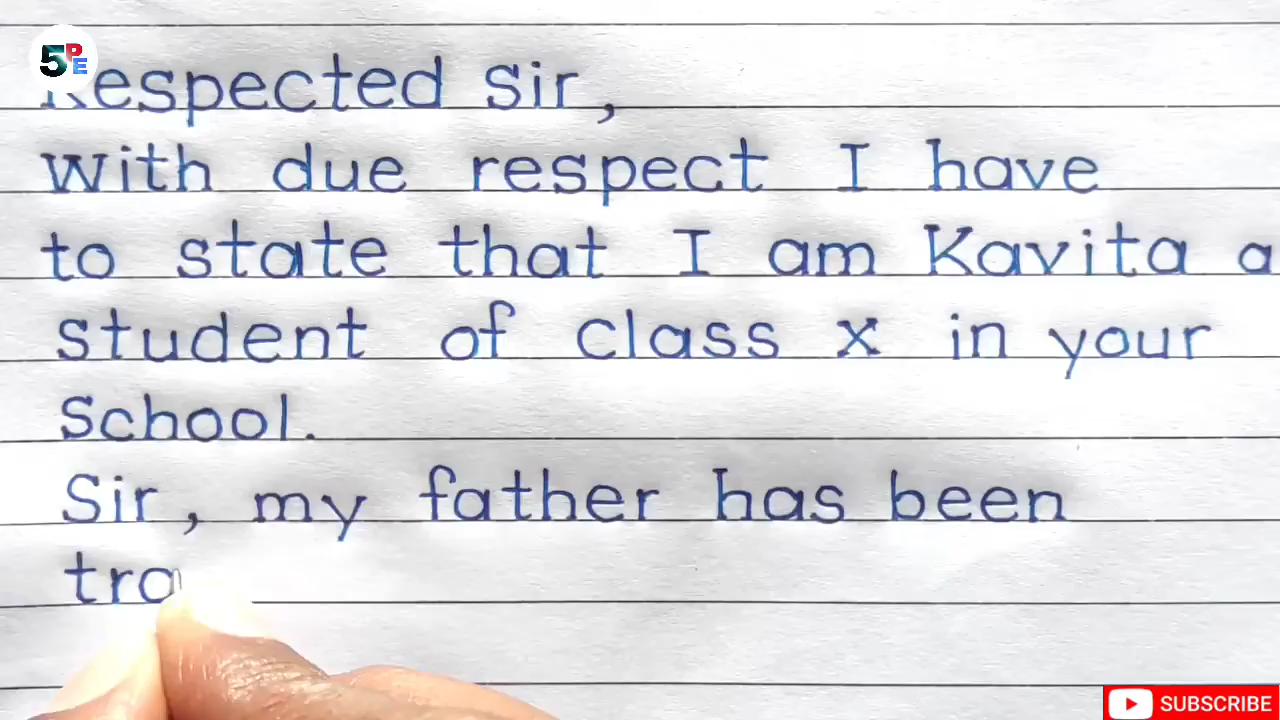 5PE
Respected Sir,
With due respect I have
to state that I am Kavita a
student of class x in your
School.
Sir, my father has been
SUBSCRIBE